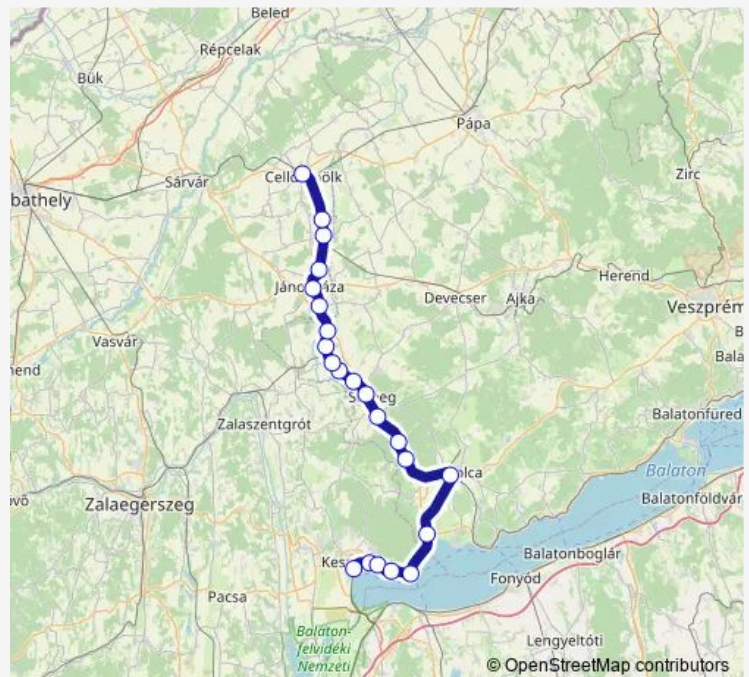 Beled
Répcelak
Bük
Pápa
Sárvár
Zirc
bathely
Herend
Devecser
Ajka
Veszprém
Vasvár
Zalaszentgrót
Balatonfüred
Balaton
Balatonföldvár
Zalaegerszeg
Balatonboglár
Fonyód
Pacsa
Balaton-
felvidéki
Nemzeti
Lengyeltóti
© OpenStreetMap contributors